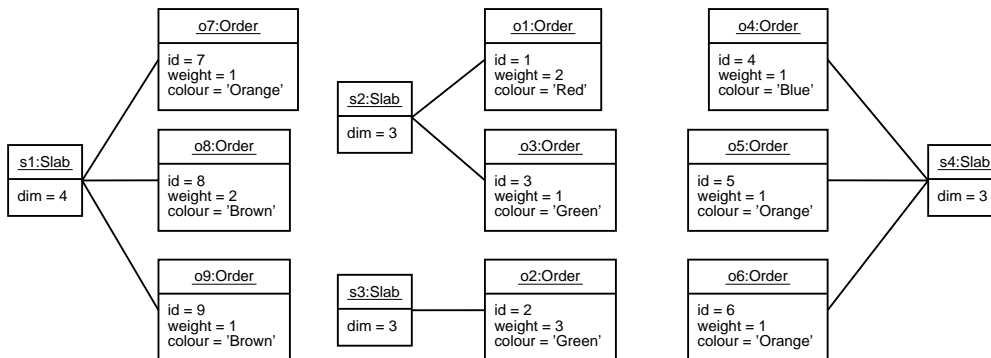 o7:Order
id = 7
weight = 1
colour = ’Orange’
s1:Slab
dim = 4
o8:Order
id = 8
weight = 2
colour = ’Brown’
o9:Order
id = 9
weight = 1
colour = ’Brown’
s2:Slab
dim = 3
o1:Order
id = 1
weight = 2
colour = ’Red’
o3:Order
id = 3
weight = 1
colour = ’Green’
s3:Slab
dim = 3
o2:Order
id = 2
weight = 3
colour = ’Green’
o4:Order
id = 4
weight = 1
colour = ’Blue’
o5:Order
id = 5
weight = 1
colour = ’Orange’
o6:Order
id = 6
weight = 1
colour = ’Orange’
s4:Slab
dim = 3